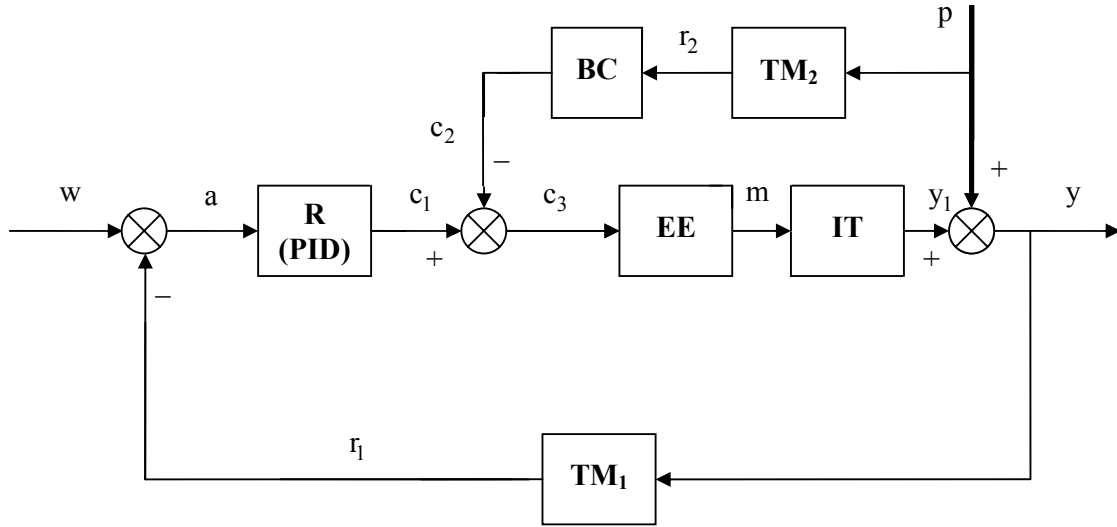 p
r₂
BC
TM₂
c₂
−
+
w
a
R
(PID)
c₁
c₃
EE
m
IT
y₁
y
+
+
−
r₁
TM₁